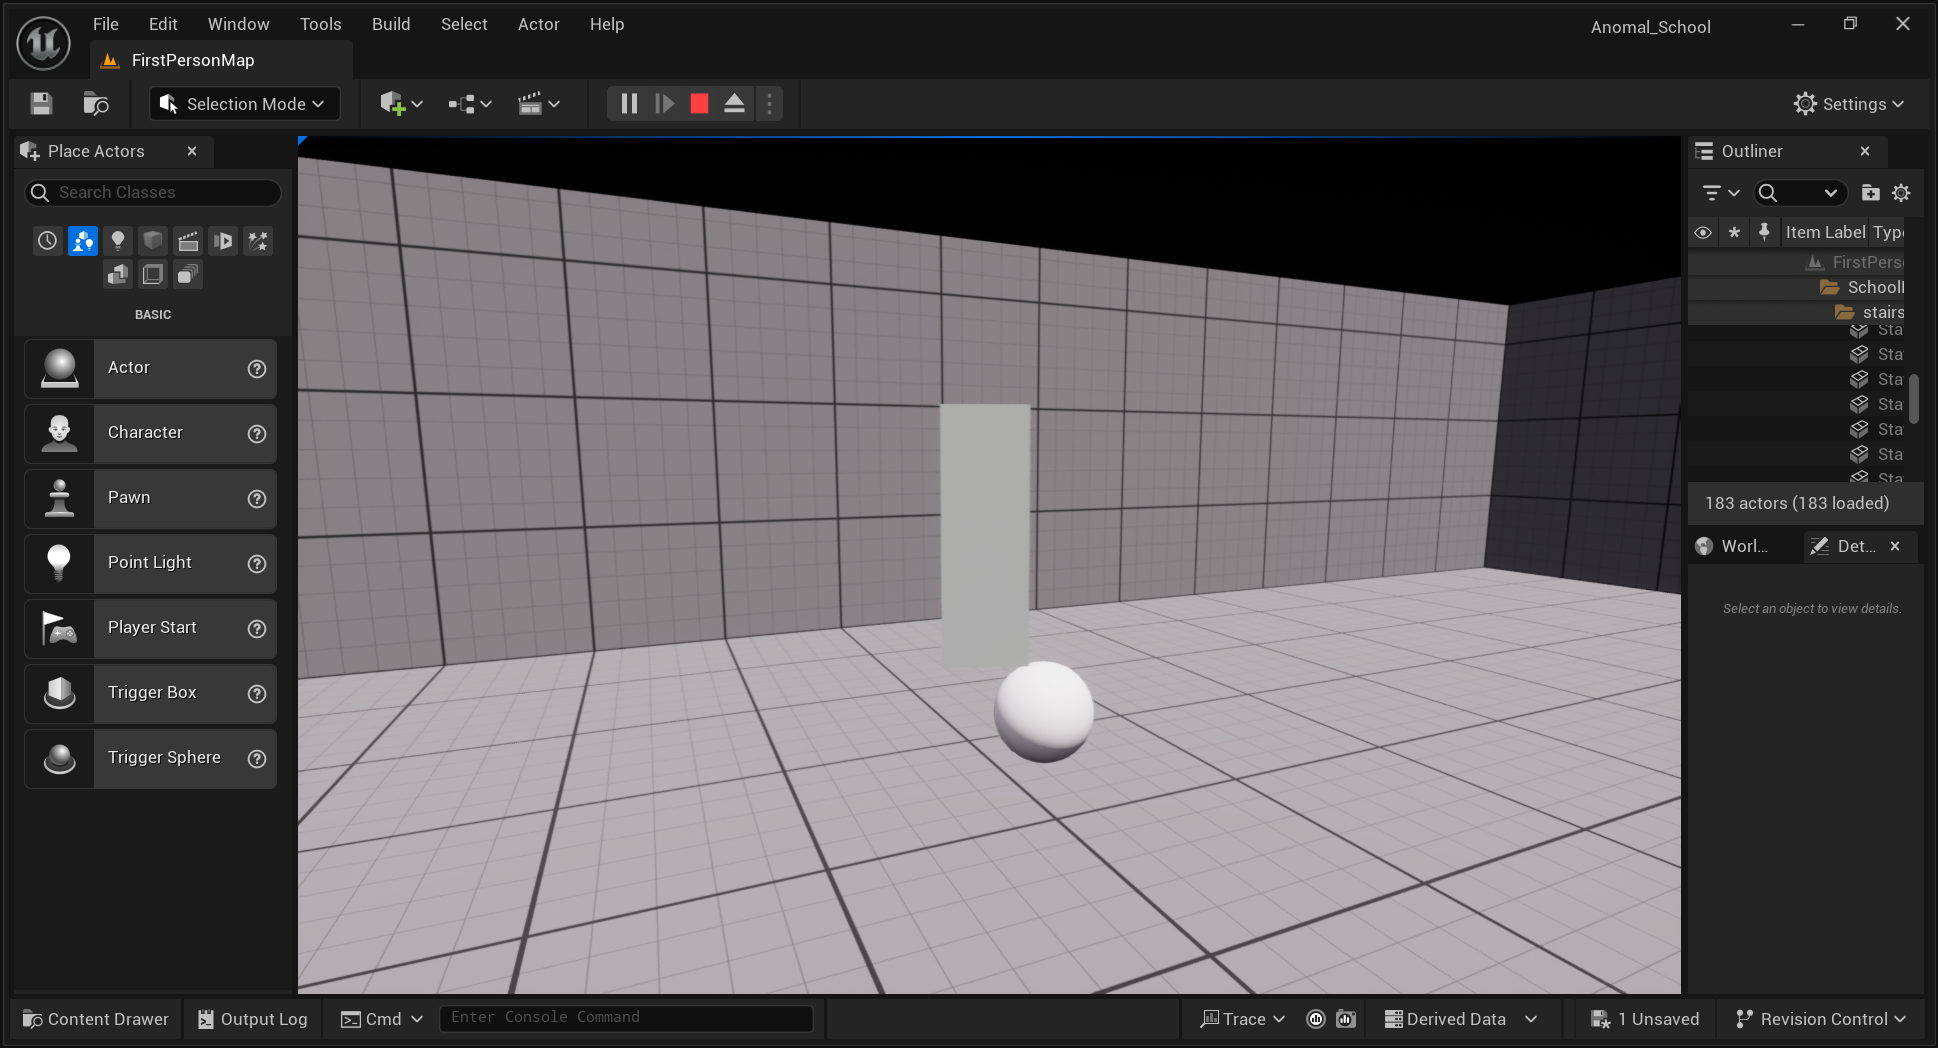 File Edit Window Tools Build Select Actor Help
Anomal_School
FirstPersonMap
Selection Mode
Settings
Place Actors
Search Classes
BASIC
Actor
Character
Pawn
Point Light
Player Start
Trigger Box
Trigger Sphere
Outliner
Item Label Type
FirstPers
School
stairs
Sta
Sta
Sta
Sta
Sta
Sta
183 actors (183 loaded)
Worl... Det...
Select an object to view details.
Content Drawer Output Log Cmd Enter Console Command Trace Derived Data 1 Unsaved Revision Control